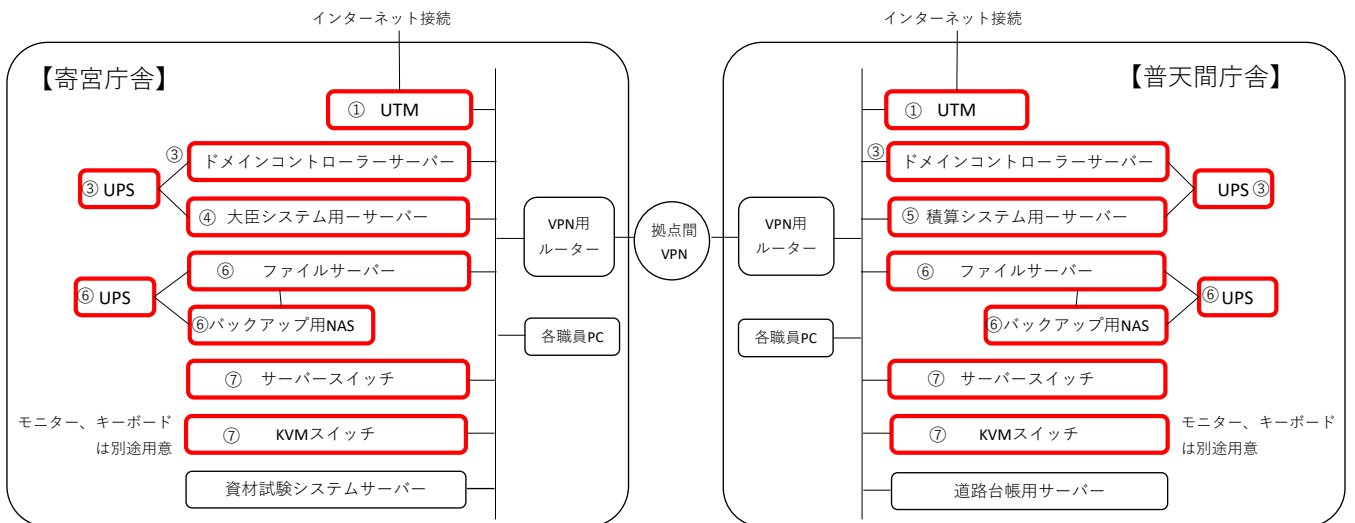 インターネット接続
【寄宮庁舎】
① UTM
③
ドメインコントローラーサーバー
③ UPS
④ 大臣システム用ーサーバー
⑥ ファイルサーバー
⑥ UPS
⑥バックアップ用NAS
⑦ サーバースイッチ
モニター、キーボード
は別途用意
⑦ KVMスイッチ
資材試験システムサーバー
VPN用
ルーター
各職員PC
拠点間
VPN
インターネット接続
【普天間庁舎】
① UTM
③
ドメインコントローラーサーバー
UPS ③
⑤ 積算システム用ーサーバー
VPN用
ルーター
⑥ ファイルサーバー
⑥ UPS
⑥バックアップ用NAS
各職員PC
⑦ サーバースイッチ
⑦ KVMスイッチ
モニター、キーボード
は別途用意
道路台帳用サーバー